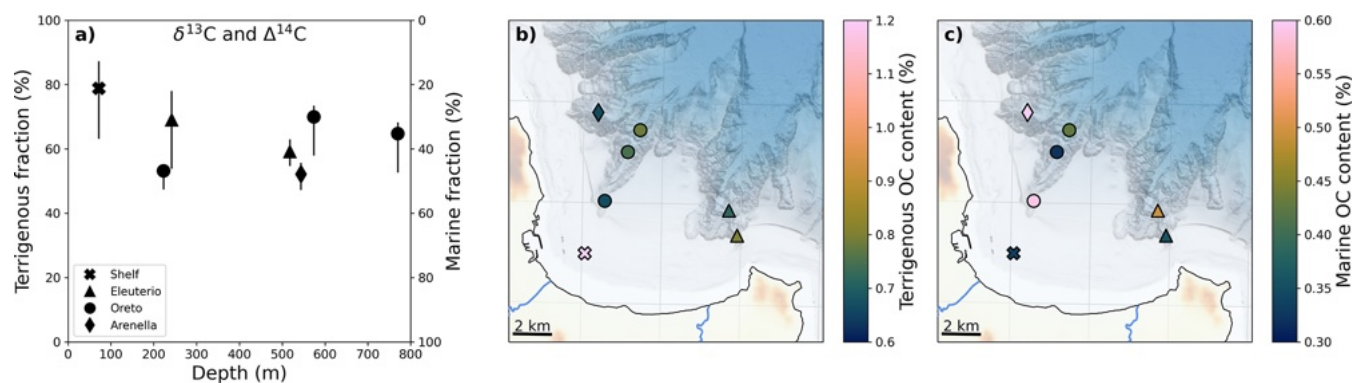 a)
δ¹³C and Δ¹⁴C
Terrigenous fraction (%)
100
80
60
40
20
0
Shelf
Eleuterio
Oreto
Arenella
0 100 200 300 400 500 600 700 800
Depth (m)
0
20
40
60
80
100
Marine fraction (%)
b)
2 km
1.2
1.1
1.0
0.9
0.8
0.7
0.6
Terrigenous OC content (%)
c)
2 km
0.60
0.55
0.50
0.45
0.40
0.35
0.30
Marine OC content (%)